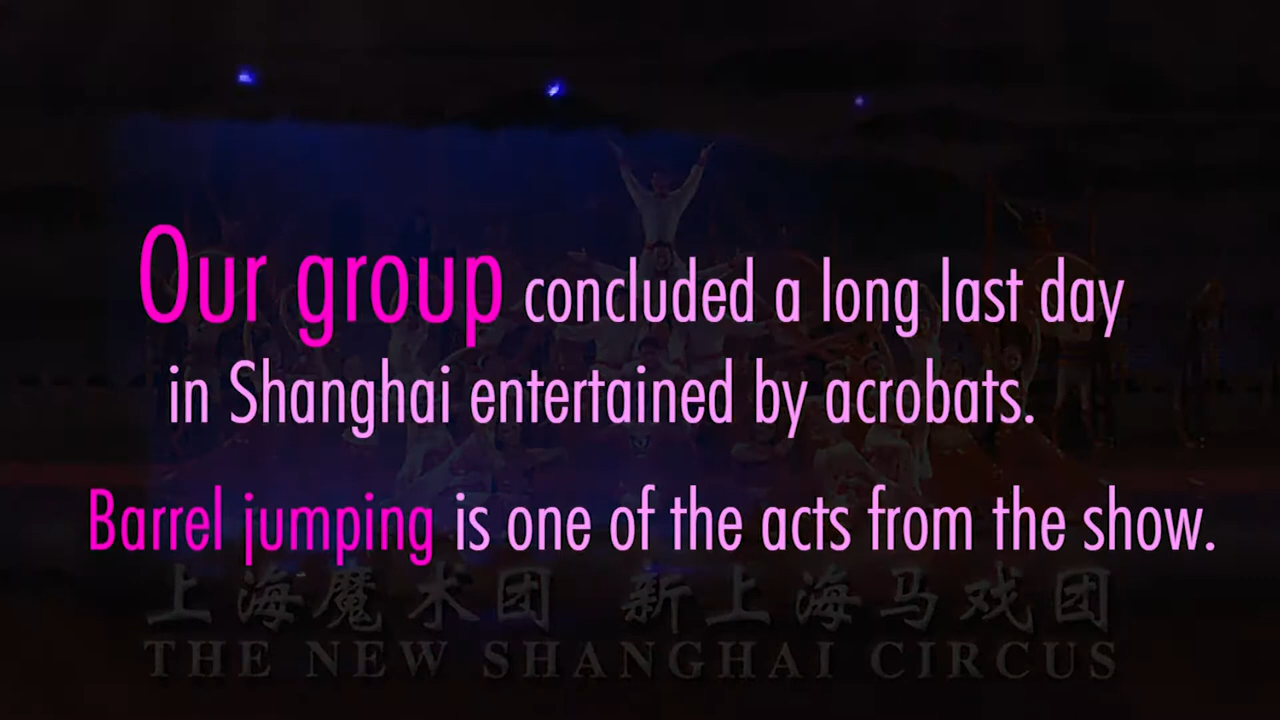 Our group concluded a long last day
in Shanghai entertained by acrobats.
Barrel jumping is one of the acts from the show.
上海魔术团 新上海马戏团
THE NEW SHANGHAI CIRCUS